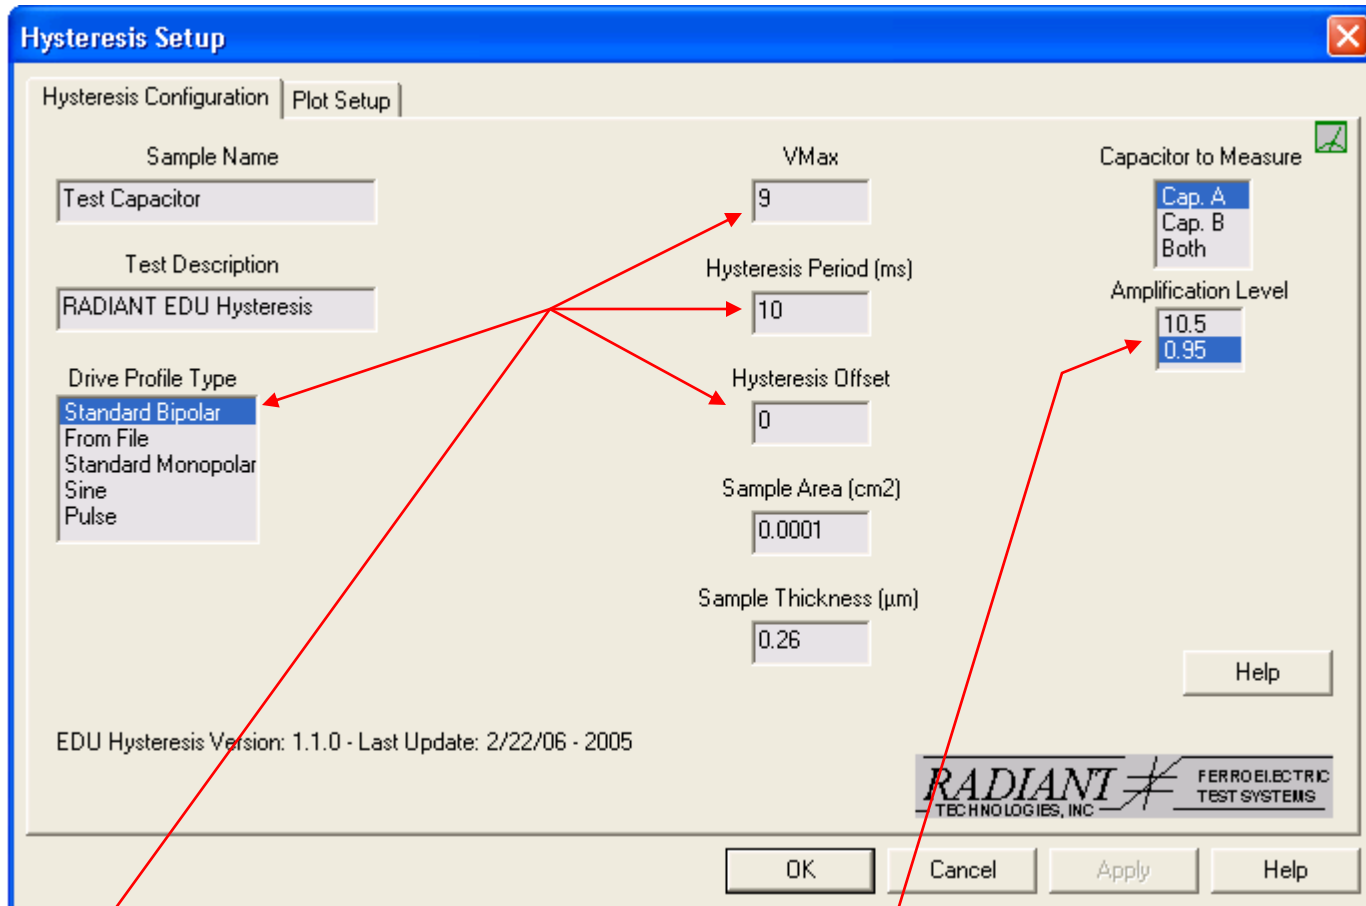 Hysteresis Setup
Hysteresis Configuration
Plot Setup
Sample Name
Test Capacitor
Test Description
RADIANT EDU Hysteresis
Drive Profile Type
Standard Bipolar
From File
Standard Monopolar
Sine
Pulse
VMax
9
Hysteresis Period (ms)
10
Hysteresis Offset
0
Sample Area (cm2)
0.0001
Sample Thickness (µm)
0.26
Capacitor to Measure
Cap. A
Cap. B
Both
Amplification Level
10.5
0.95
Help
EDU Hysteresis Version: 1.1.0 - Last Update: 2/22/06 - 2005
RADIANT
TECHNOLOGIES, INC
FERROELECTRIC
TEST SYSTEMS
OK
Cancel
Apply
Help